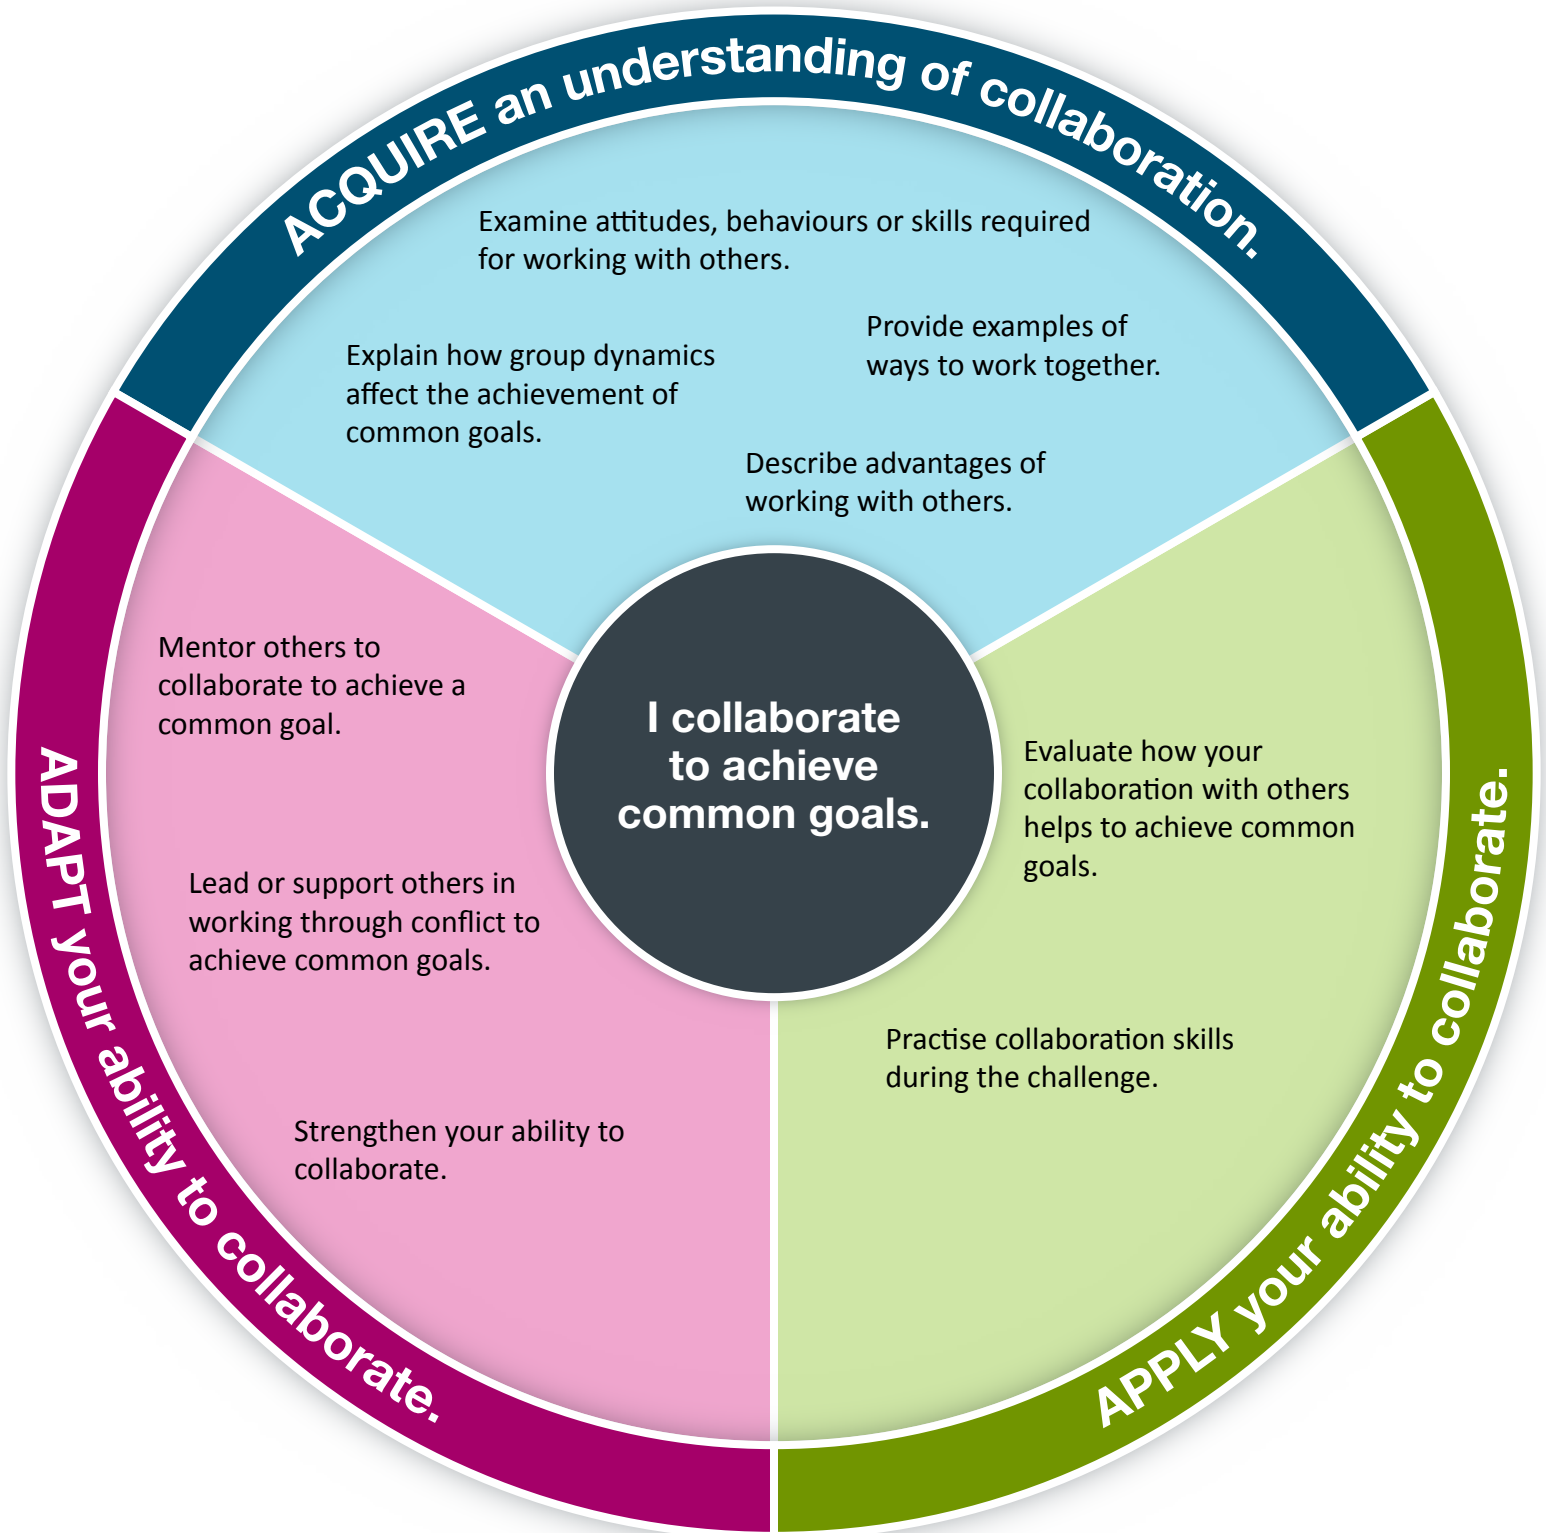 ACQUIRE an understanding of collaboration.
Examine attitudes, behaviours or skills required
for working with others.
Provide examples of
ways to work together.
Explain how group dynamics
affect the achievement of
common goals.
Describe advantages of
working with others.
I collaborate
to achieve
common goals.
APPLY your ability to collaborate.
Evaluate how your
collaboration with others
helps to achieve common
goals.
Practise collaboration skills
during the challenge.
ADAPT your ability to collaborate.
Mentor others to
collaborate to achieve a
common goal.
Lead or support others in
working through conflict to
achieve common goals.
Strengthen your ability to
collaborate.